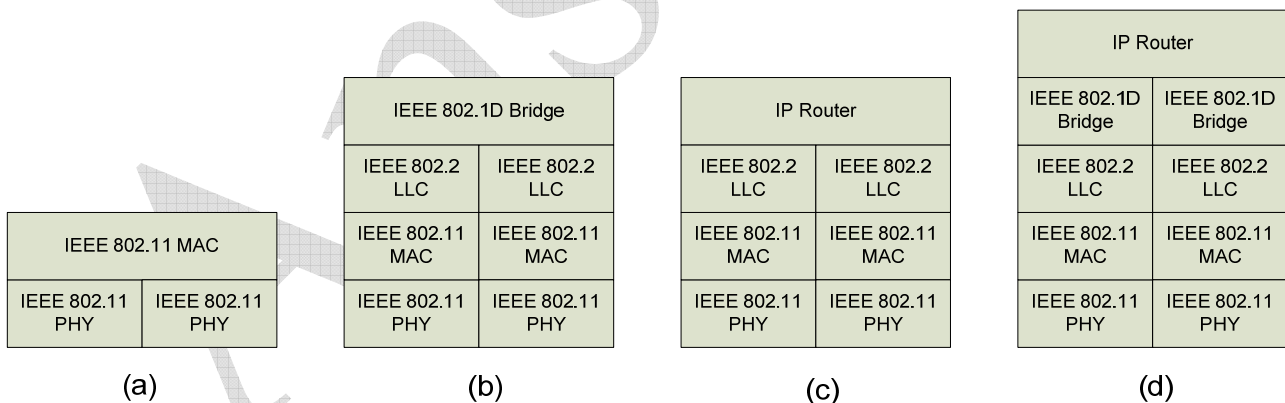 IEEE 802.11 MAC
IEEE 802.11
PHY
IEEE 802.11
PHY
(a)
IEEE 802.1D Bridge
IEEE 802.2
LLC
IEEE 802.2
LLC
IEEE 802.11
MAC
IEEE 802.11
MAC
IEEE 802.11
PHY
IEEE 802.11
PHY
(b)
IP Router
IEEE 802.2
LLC
IEEE 802.2
LLC
IEEE 802.11
MAC
IEEE 802.11
MAC
IEEE 802.11
PHY
IEEE 802.11
PHY
(c)
IP Router
IEEE 802.1D
Bridge
IEEE 802.1D
Bridge
IEEE 802.2
LLC
IEEE 802.2
LLC
IEEE 802.11
MAC
IEEE 802.11
MAC
IEEE 802.11
PHY
IEEE 802.11
PHY
(d)